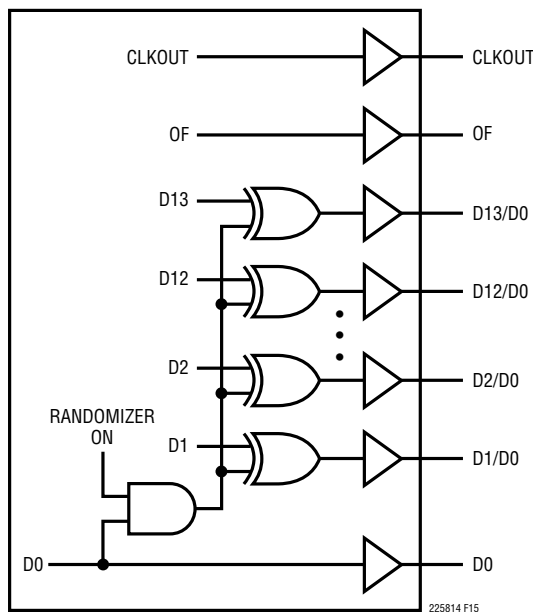 CLKOUT CLKOUT
OF OF
D13 D13/D0
D12 D12/D0
D2 D2/D0
RANDOMIZER
ON
D1 D1/D0
D0 D0
225814 F15